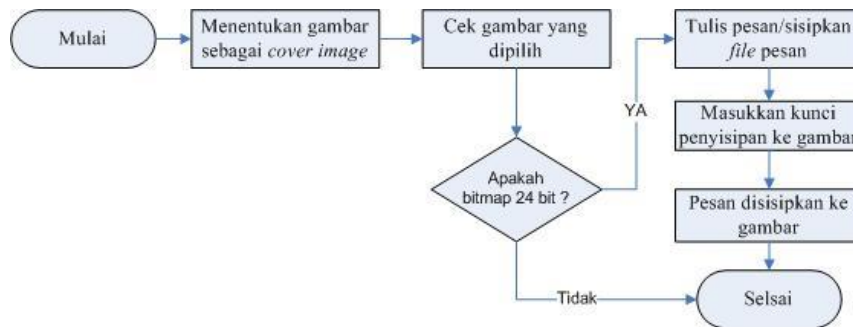 Mulai
Menentukan gambar
sebagai cover image
Cek gambar yang
dipilih
Tulis pesan/sisipkan
file pesan
YA
Masukkan kunci
penyisipan ke gambar
Apakah
bitmap 24 bit ?
Pesan disisipkan ke
gambar
Tidak
Selsai